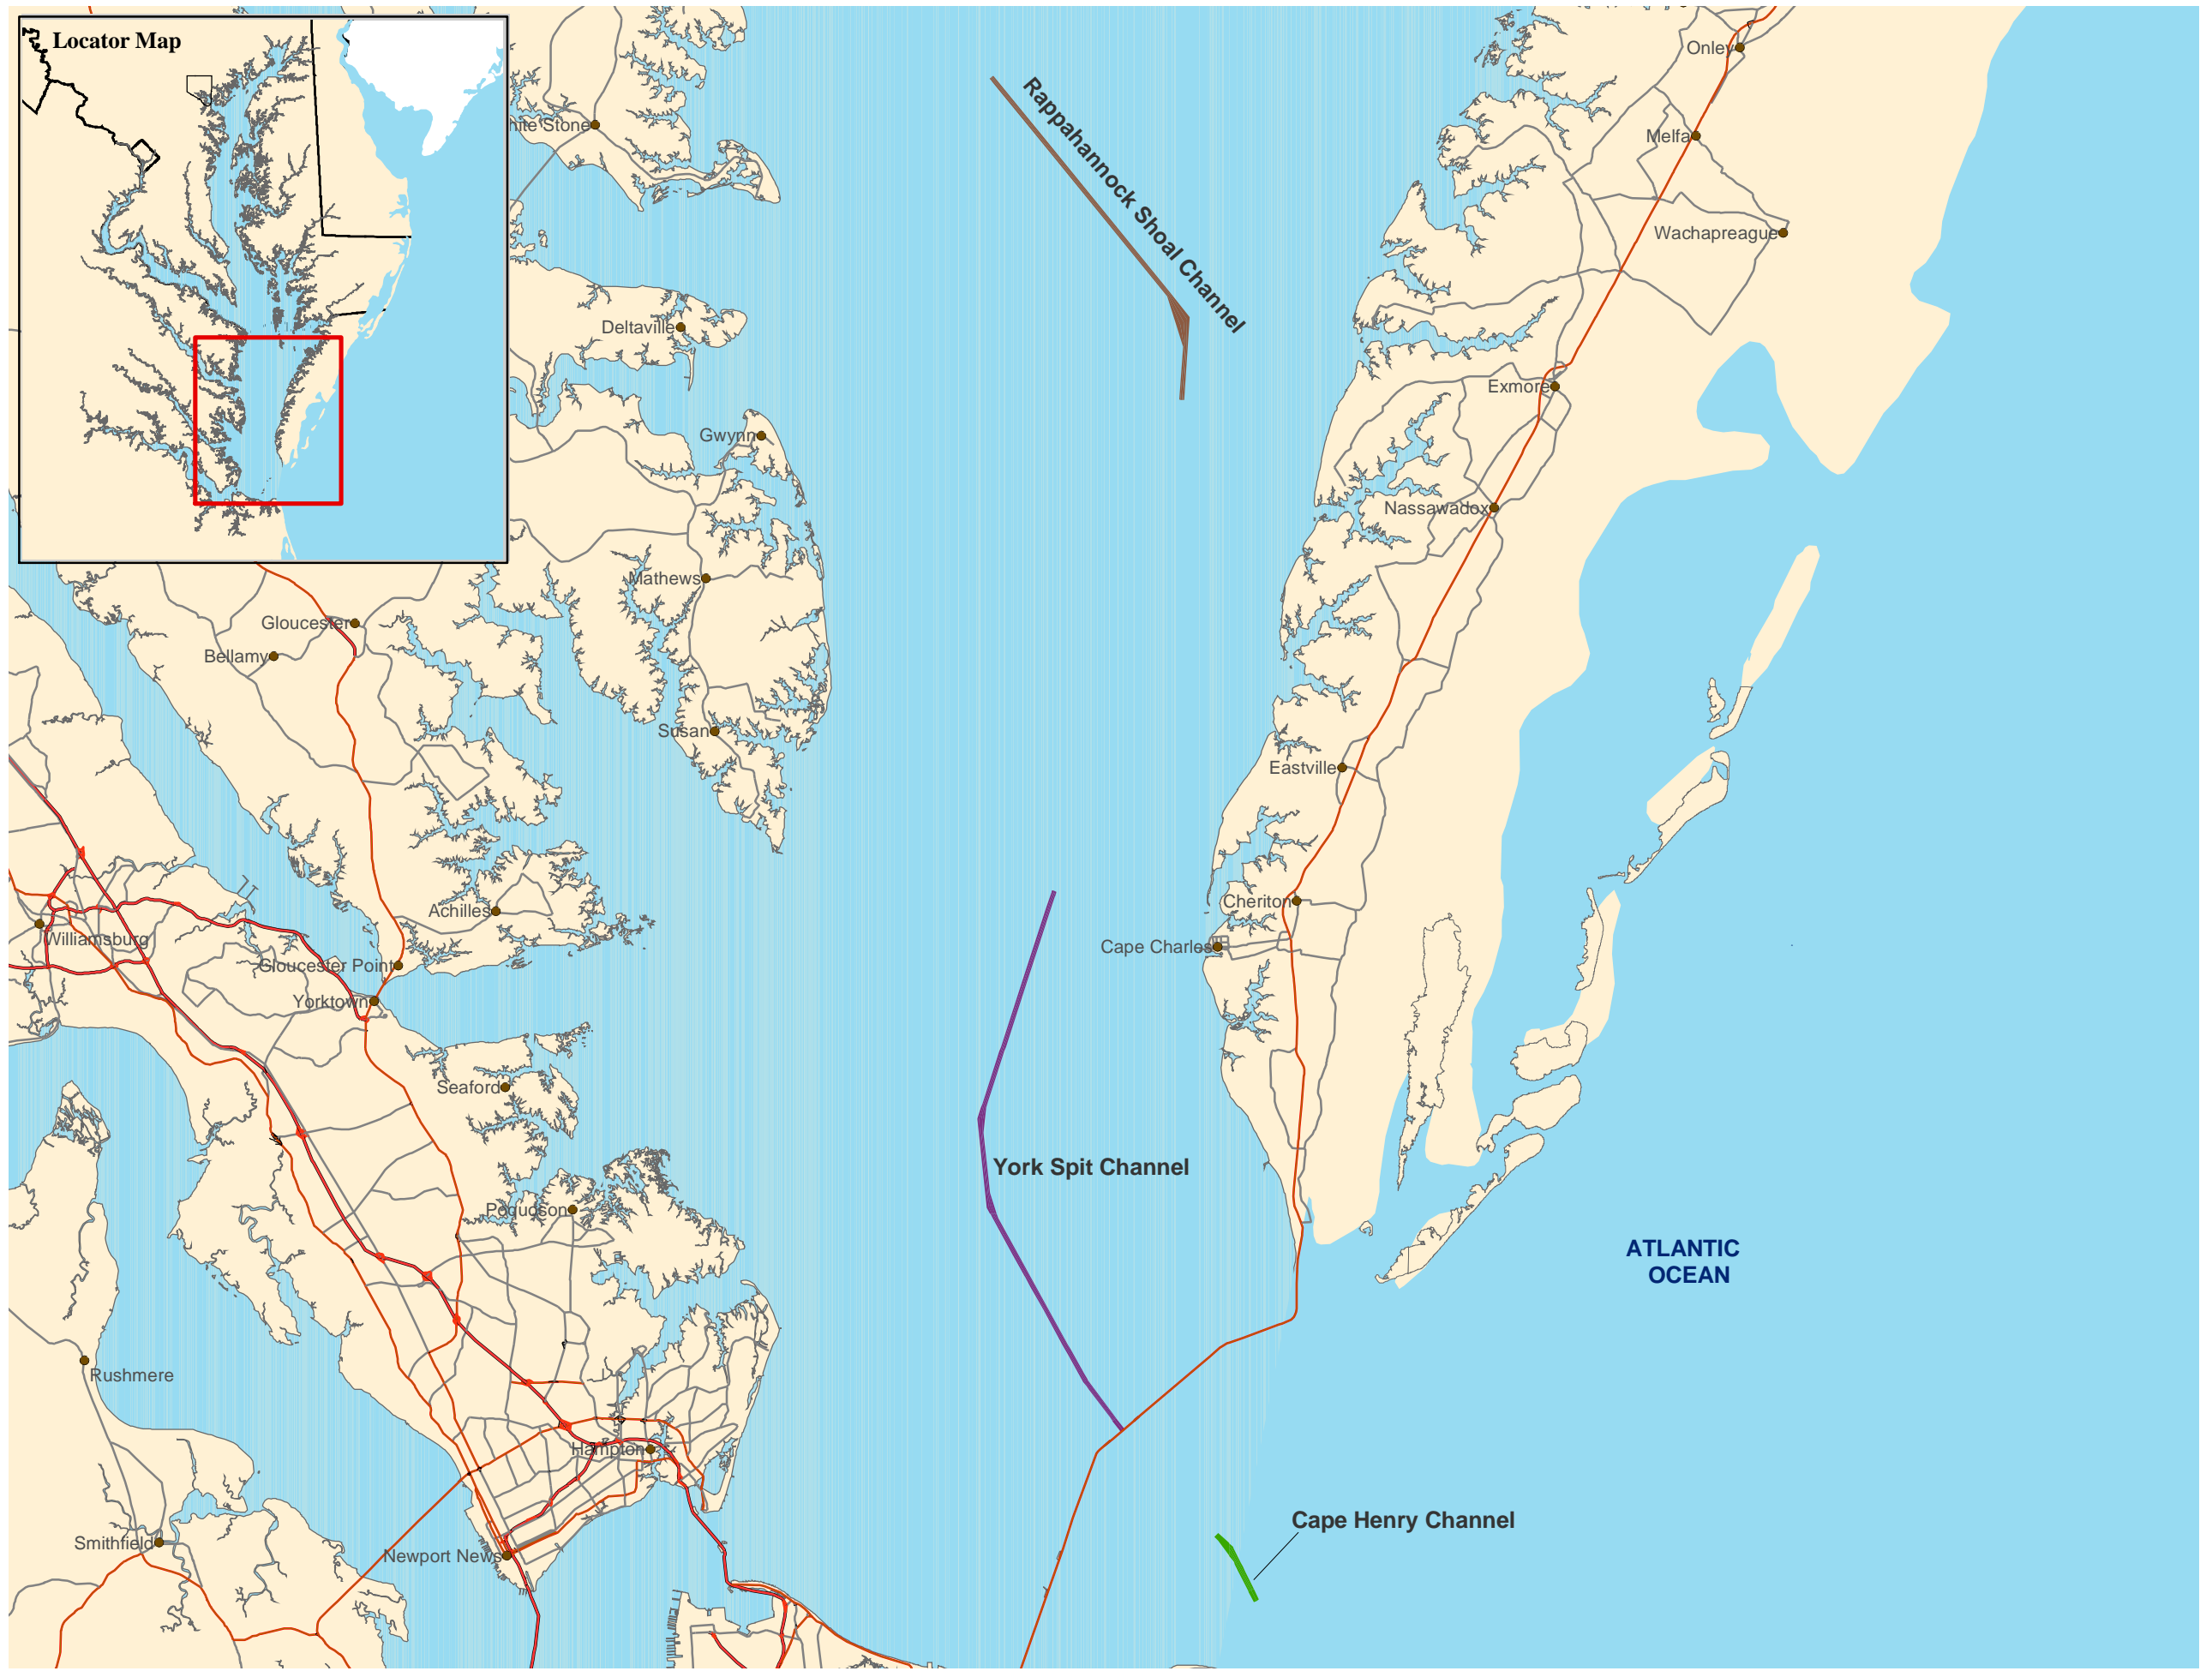 Locator Map
Onley
Rappahannock Shoal Channel
Stone
Melfa
Wachapreague
Deltaville
Exmore
Gwynn
Nassawadox
Mathews
Gloucester
Bellamy
Susan
Eastville
Cheriton
Achilles
Williamsburg
Cape Charles
Gloucester Point
Yorktown
Seaford
York Spit Channel
Poquoson
ATLANTIC
OCEAN
Rushmere
Hampton
Cape Henry Channel
Smithfield
Newport News